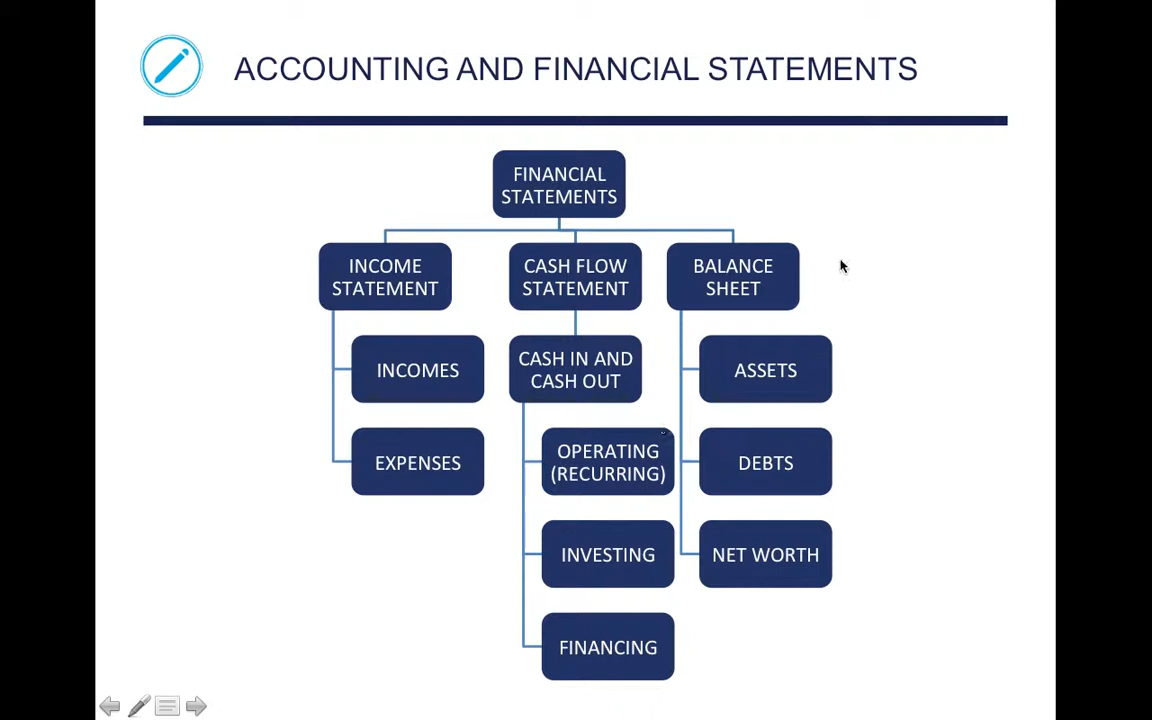 ACCOUNTING AND FINANCIAL STATEMENTS
FINANCIAL
STATEMENTS
INCOME
STATEMENT
INCOMES
EXPENSES
CASH FLOW
STATEMENT
CASH IN AND
CASH OUT
OPERATING
(RECURRING)
INVESTING
FINANCING
BALANCE
SHEET
ASSETS
DEBTS
NET WORTH